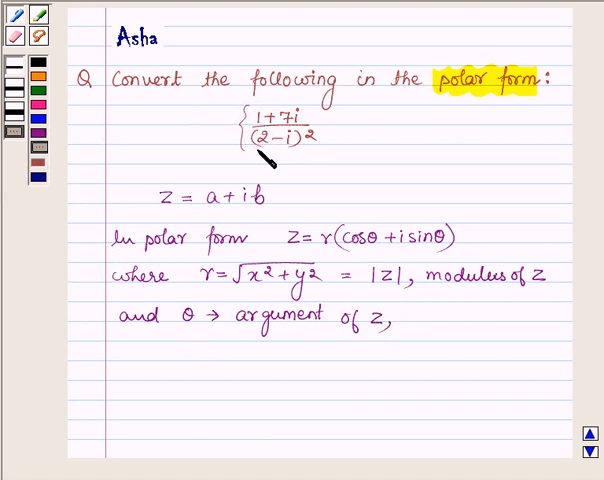 Asha
Q Convert the following in the polar form:
{ 1+7i / (2-i)²
z = a+ib
In polar form z = r(cosθ + i sinθ)
where r = √x²+y² = |z|, modulus of z
and θ → argument of z,